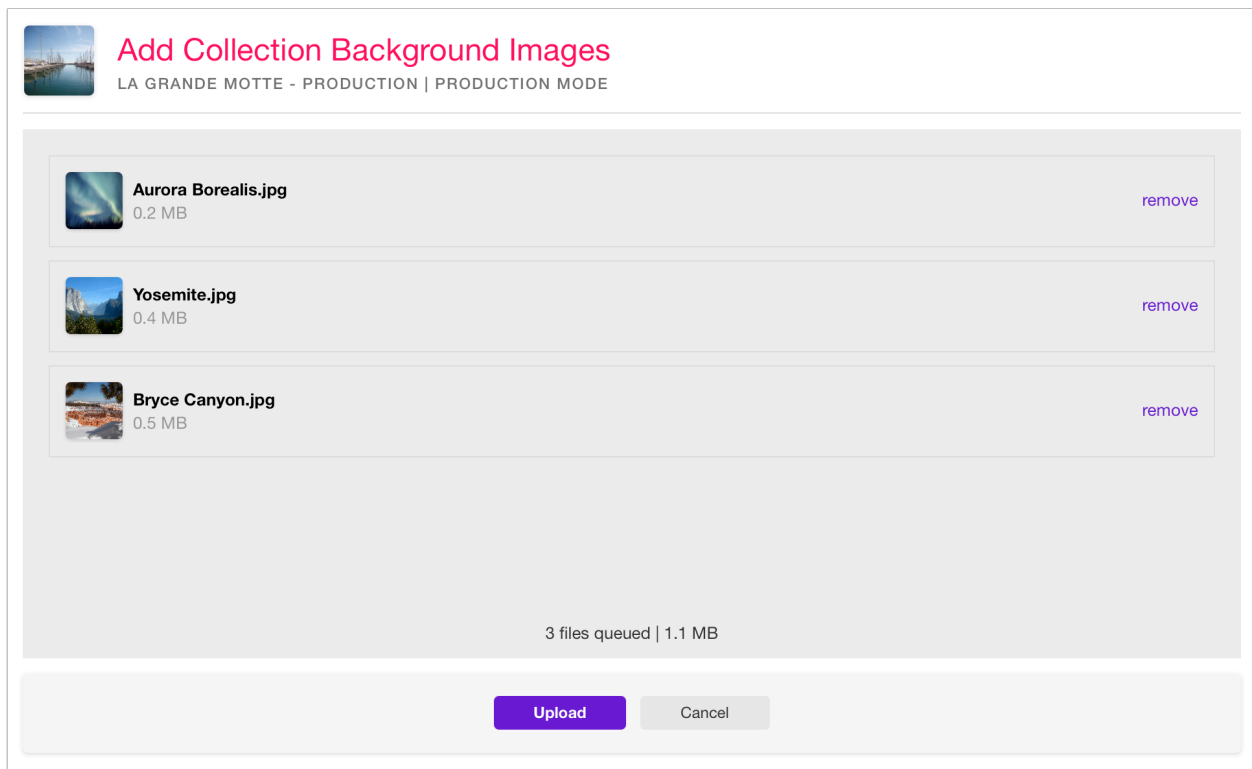 Add Collection Background Images
LA GRANDE MOTTE - PRODUCTION | PRODUCTION MODE
Aurora Borealis.jpg
0.2 MB
remove
Yosemite.jpg
0.4 MB
remove
Bryce Canyon.jpg
0.5 MB
remove
3 files queued | 1.1 MB
Upload
Cancel